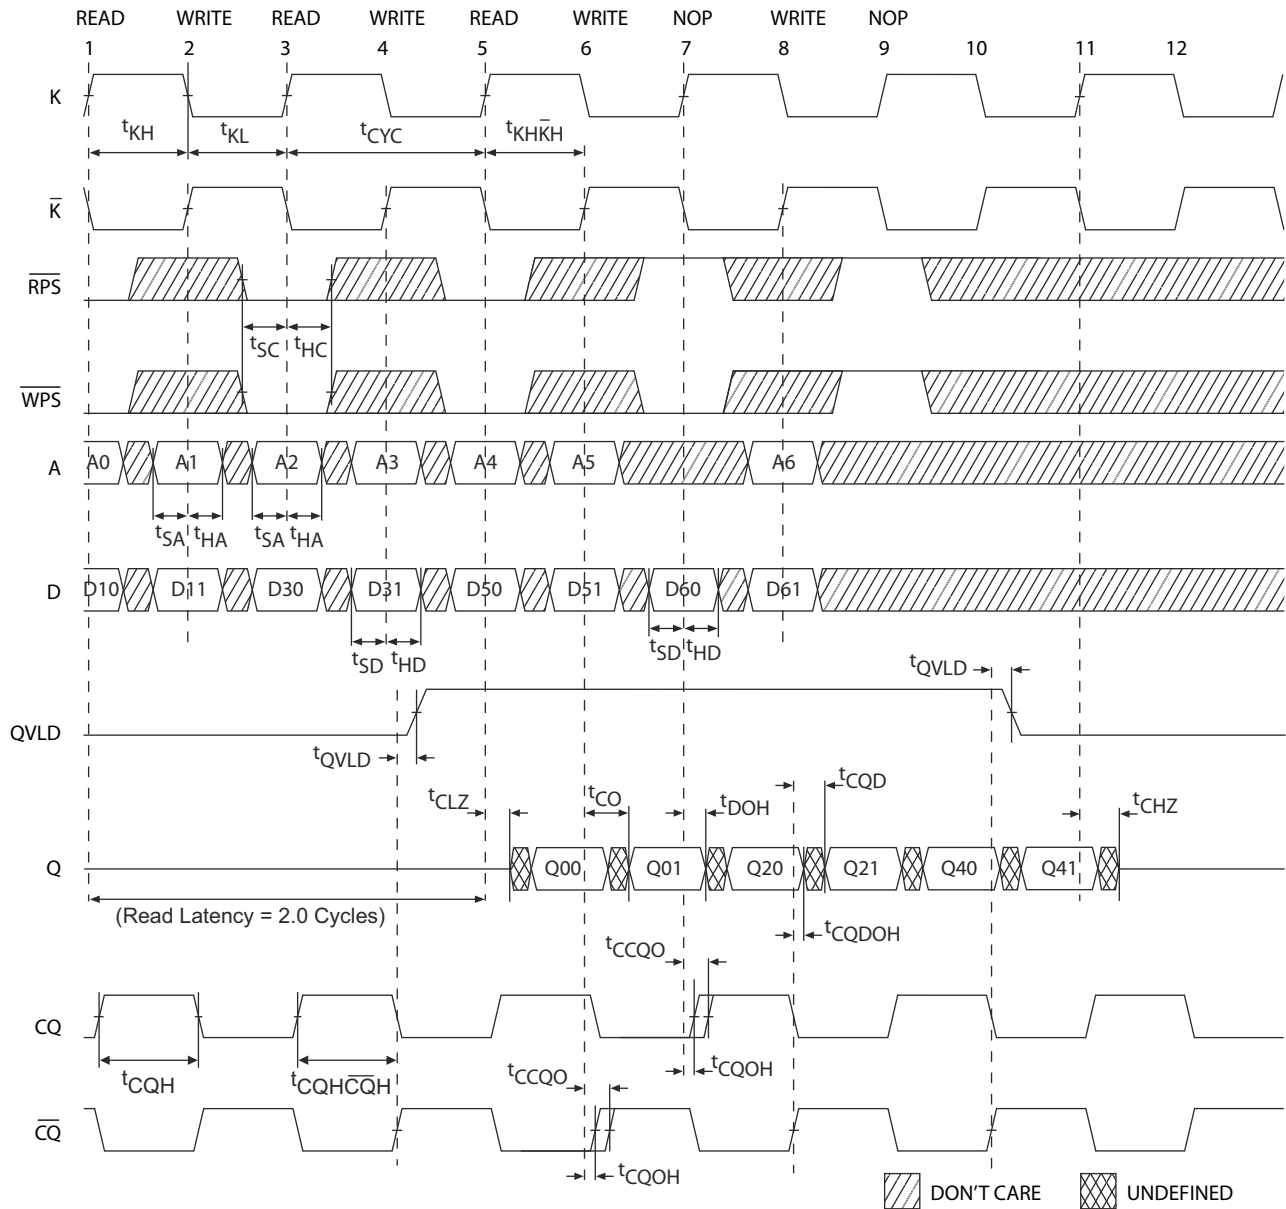 READ WRITE READ WRITE READ WRITE NOP WRITE NOP
1 2 3 4 5 6 7 8 9 10 11 12
K
tKH tKL tCYC tKHK̅H
K̅
R̅P̅S̅
tSC tHC
W̅P̅S̅
A A0 A1 A2 A3 A4 A5 A6
tSA tHA tSA tHA
D D10 D11 D30 D31 D50 D51 D60 D61
tSD tHD tSD tHD
tQVLD
QVLD
tQVLD
tCLZ tCO tDOH tCQD tCHZ
Q Q00 Q01 Q20 Q21 Q40 Q41
(Read Latency = 2.0 Cycles)
tCQDOH
tCCQO
CQ
tCQOH
tCQH tCQHC̅Q̅H
tCCQO
C̅Q̅
tCQOH
DON'T CARE UNDEFINED